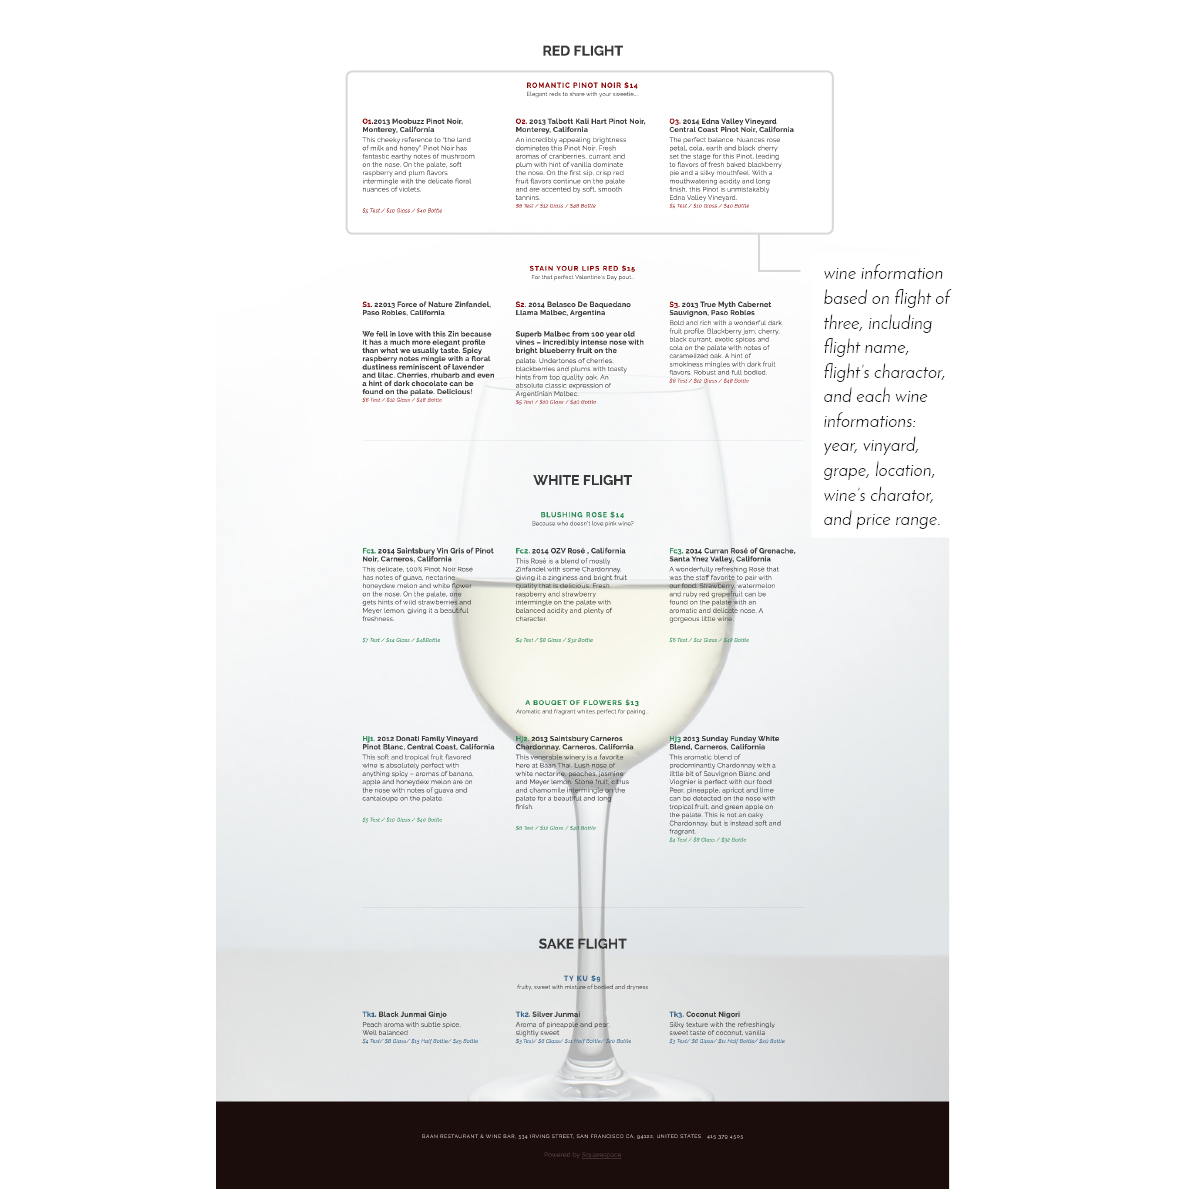 RED FLIGHT
ROMANTIC PINOT NOIR $14
Elegant reds to share with your sweetie...
O1.2013 Moobuzz Pinot Noir,
Monterey, California
This cheeky reference to "the land
of milk and honey" Pinot Noir has
fantastic earthy notes of mushroom
on the nose. On the palate, soft
raspberry and plum flavors
intermingle with the delicate floral
nuances of violets.
$5 Test / $10 Glass / $40 Bottle
O2. 2013 Talbott Kali Hart Pinot Noir,
Monterey, California
An incredibly appealing brightness
dominates this Pinot Noir. Fresh
aromas of cranberries, currant and
plum with hint of vanilla dominate
the nose. On the first sip, crisp red
fruit flavors continue on the palate
and are accented by soft, smooth
tannins.
$6 Test / $12 Glass / $48 Bottle
O3. 2014 Edna Valley Vineyard
Central Coast Pinot Noir, California
The perfect balance. Nuances rose
petal, cola, earth and black cherry
set the stage for this Pinot, leading
to flavors of fresh baked blackberry
pie and a silky mouthfeel. With a
mouthwatering acidity and long
finish, this Pinot is unmistakably
Edna Valley Vineyard.
$5 Test / $10 Glass / $40 Bottle
STAIN YOUR LIPS RED $15
For that perfect Valentine's Day pout...
S1. 22013 Force of Nature Zinfandel,
Paso Robles, California
We fell in love with this Zin because
it has a much more elegant profile
than what we usually taste. Spicy
raspberry notes mingle with a floral
dustiness reminiscent of lavender
and lilac. Cherries, rhubarb and even
a hint of dark chocolate can be
found on the palate. Delicious!
$6 Test / $12 Glass / $48 Bottle
S2. 2014 Belasco De Baquedano
Llama Malbec, Argentina
Superb Malbec from 100 year old
vines – incredibly intense nose with
bright blueberry fruit on the
palate. Undertones of cherries,
blackberries and plums with toasty
hints from top quality oak. An
absolute classic expression of
Argentinian Malbec.
$5 Test / $10 Glass / $40 Bottle
S3. 2013 True Myth Cabernet
Sauvignon, Paso Robles
Bold and rich with a wonderful dark
fruit profile. Blackberry jam, cherry,
black currant, exotic spices and
cola on the palate with notes of
caramelized oak. A hint of
smokiness mingles with dark fruit
flavors. Robust and full bodied.
$6 Test / $12 Glass / $48 Bottle
wine information
based on flight of
three, including
flight name,
flight's charactor,
and each wine
informations:
year, vinyard,
grape, location,
wine's charator,
and price range.
WHITE FLIGHT
BLUSHING ROSE $14
Because who doesn't love pink wine?
Fc1. 2014 Saintsbury Vin Gris of Pinot
Noir, Carneros, California
This delicate, 100% Pinot Noir Rosé
has notes of guava, nectarine,
honeydew melon and white flower
on the nose. On the palate, one
gets hints of wild strawberries and
Meyer lemon, giving it a beautiful
freshness.
$7 Test / $14 Glass / $48Bottle
Fc2. 2014 OZV Rosé , California
This Rosé is a blend of mostly
Zinfandel with some Chardonnay,
giving it a zinginess and bright fruit
quality that is delicious. Fresh
raspberry and strawberry
intermingle on the palate with
balanced acidity and plenty of
character.
$4 Test / $8 Glass / $32 Bottle
Fc3. 2014 Curran Rosé of Grenache,
Santa Ynez Valley, California
A wonderfully refreshing Rosé that
was the staff favorite to pair with
our food. Strawberry, watermelon
and ruby red grapefruit can be
found on the palate with an
aromatic and delicate nose. A
gorgeous little wine.
$6 Test / $12 Glass / $48 Bottle
A BOUQET OF FLOWERS $13
Aromatic and fragrant whites perfect for pairing...
Hj1. 2012 Donati Family Vineyard
Pinot Blanc, Central Coast, California
This soft and tropical fruit flavored
wine is absolutely perfect with
anything spicy – aromas of banana,
apple and honeydew melon are on
the nose with notes of guava and
cantaloupe on the palate.
$5 Test / $10 Glass / $40 Bottle
Hj2. 2013 Saintsbury Carneros
Chardonnay, Carneros, California
This venerable winery is a favorite
here at Baan Thai. Lush nose of
white nectarine, peaches, jasmine
and Meyer lemon. Stone fruit, citrus
and chamomile intermingle on the
palate for a beautiful and long
finish.
$6 Test / $12 Glass / $48 Bottle
Hj3 2013 Sunday Funday White
Blend, Carneros, California
This aromatic blend of
predominantly Chardonnay with a
little bit of Sauvignon Blanc and
Viognier is perfect with our food!
Pear, pineapple, apricot and lime
can be detected on the nose with
tropical fruit, and green apple on
the palate. This is not an oaky
Chardonnay, but is instead soft and
fragrant.
$4 Test / $8 Glass / $32 Bottle
SAKE FLIGHT
TY KU $9
fruity, sweet with mixture of bodied and dryness
Tk1. Black Junmai Ginjo
Peach aroma with subtle spice.
Well balanced
$4 Test/ $8 Glass/ $15 Half Bottle/ $25 Bottle
Tk2. Silver Junmai
Aroma of pineapple and pear,
slightly sweet
$3 Test/ $6 Glass/ $11 Half Bottle/ $20 Bottle
Tk3. Coconut Nigori
Silky texture with the refreshingly
sweet taste of coconut, vanilla
$3 Test/ $6 Glass/ $11 Half Bottle/ $20 Bottle
BAAN RESTAURANT & WINE BAR, 534 IRVING STREET, SAN FRANCISCO CA, 94122, UNITED STATES 415 379 4505
Powered by Squarespace